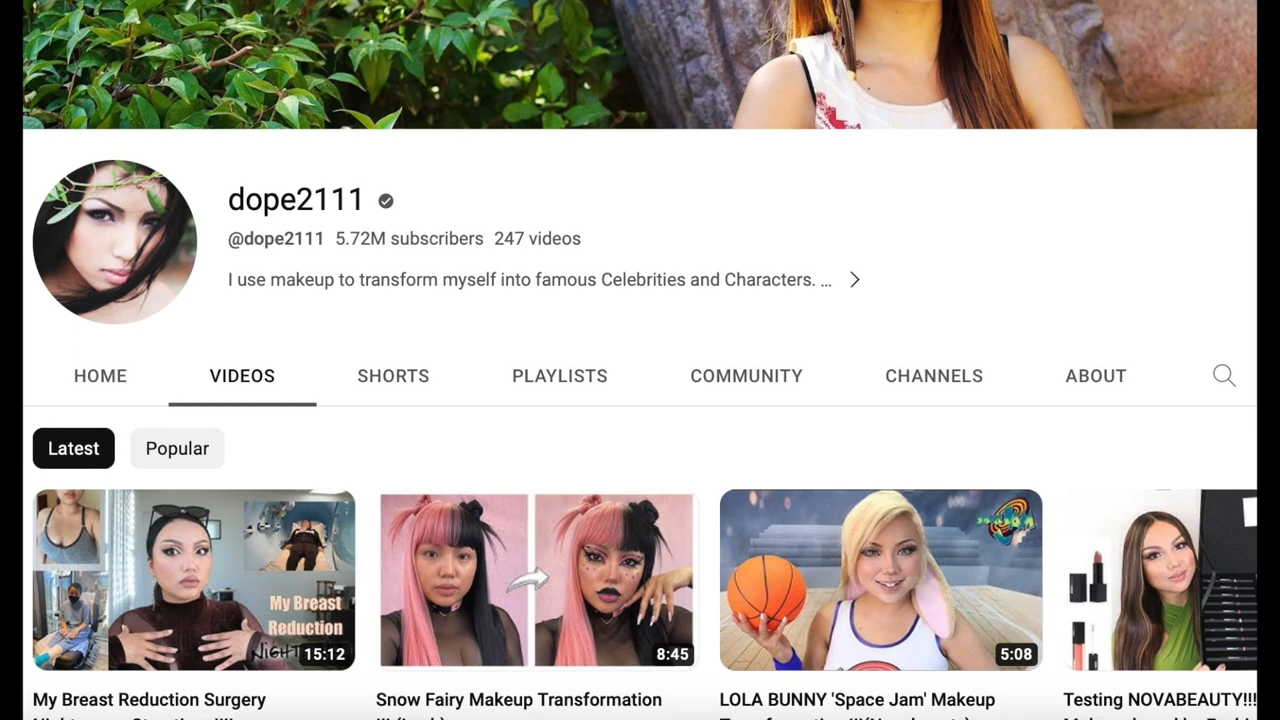 dope2111
@dope2111 5.72M subscribers 247 videos
I use makeup to transform myself into famous Celebrities and Characters. ...
HOME VIDEOS SHORTS PLAYLISTS COMMUNITY CHANNELS ABOUT
Latest Popular
My Breast
Reduction
15:12
8:45
5:08
My Breast Reduction Surgery
Snow Fairy Makeup Transformation
LOLA BUNNY 'Space Jam' Makeup
Testing NOVABEAUTY!!!